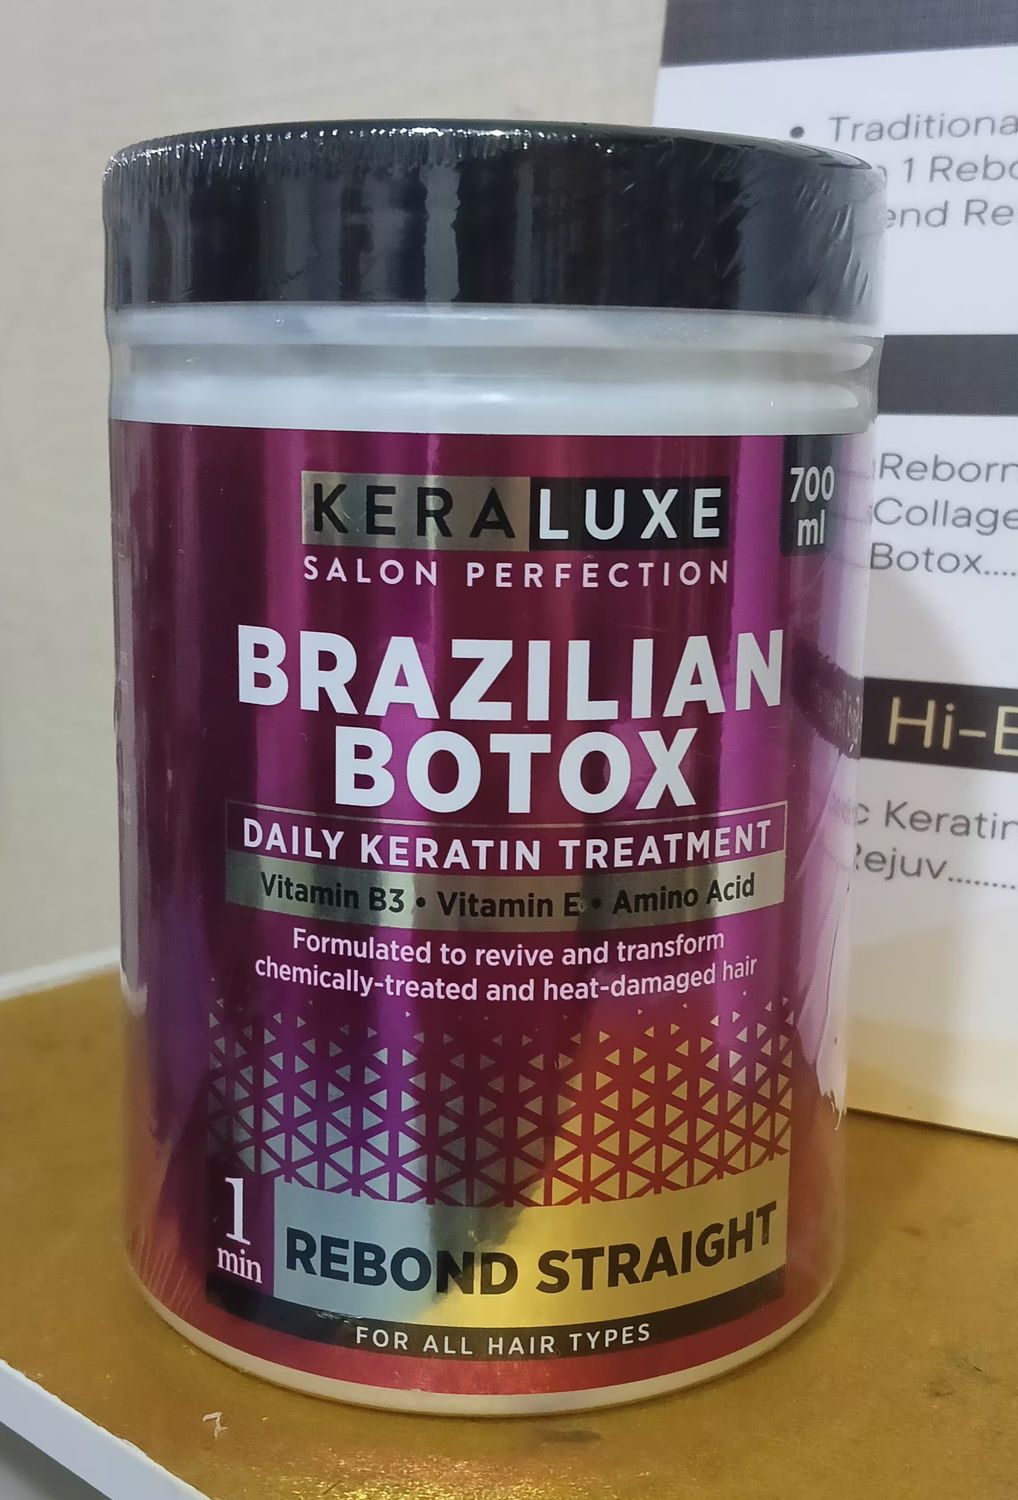 KERALUXE
SALON PERFECTION
700
ml
BRAZILIAN
BOTOX
DAILY KERATIN TREATMENT
Vitamin B3 • Vitamin E • Amino Acid
Formulated to revive and transform
chemically-treated and heat-damaged hair
1
min
REBOND STRAIGHT
FOR ALL HAIR TYPES
• Traditiona
1 Rebo
end Re
Reborn
Collage
Botox....
Hi-E
c Keratin
Rejuv........